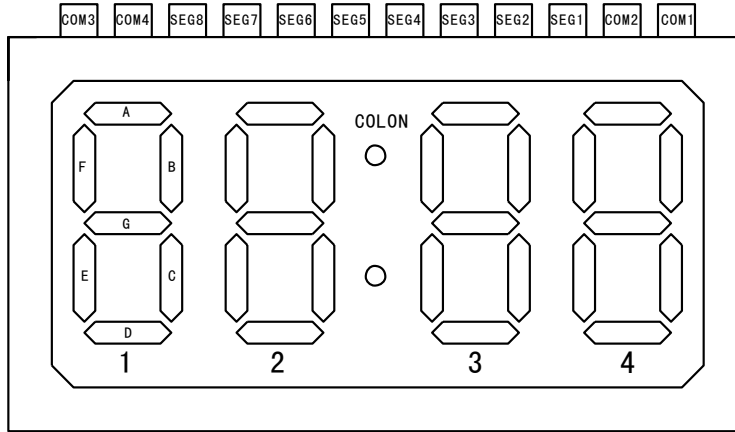 COM3 COM4 SEG8 SEG7 SEG6 SEG5 SEG4 SEG3 SEG2 SEG1 COM2 COM1
A
COLON
F B
G
E C
D
1 2 3 4